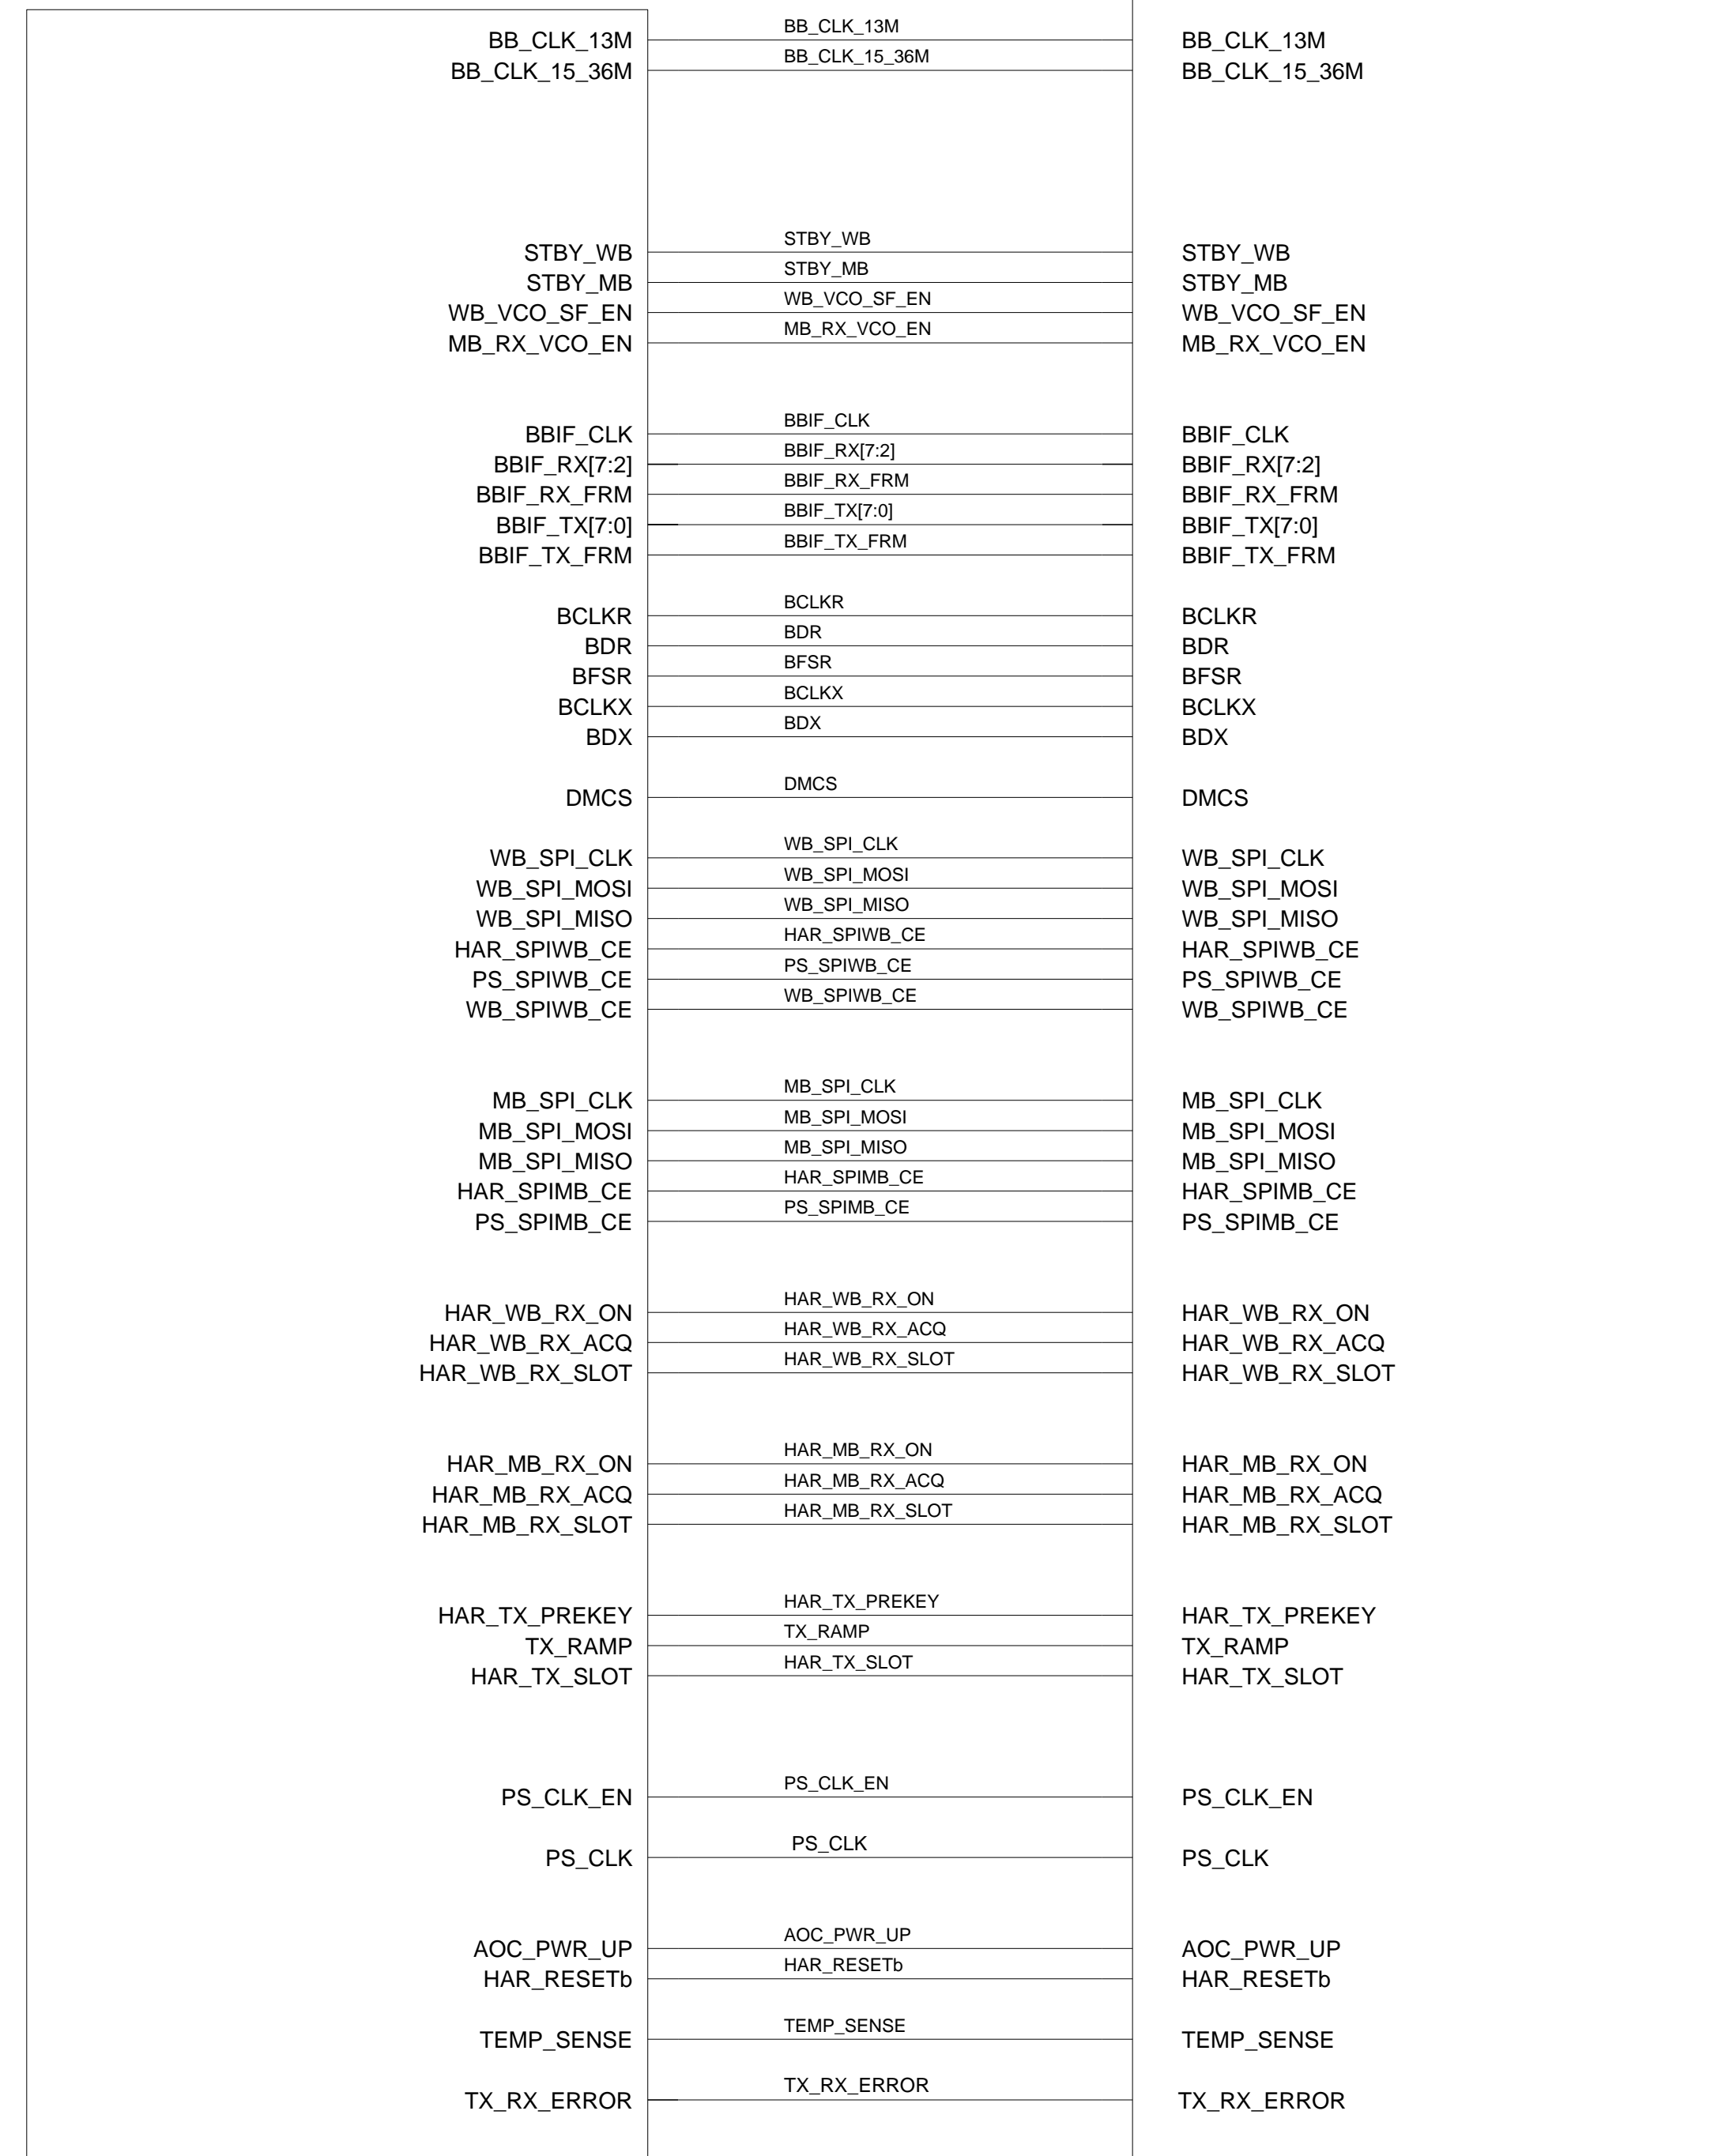 BB_CLK_13M BB_CLK_13M BB_CLK_13M
BB_CLK_15_36M BB_CLK_15_36M BB_CLK_15_36M
STBY_WB STBY_WB STBY_WB
STBY_MB STBY_MB STBY_MB
WB_VCO_SF_EN WB_VCO_SF_EN WB_VCO_SF_EN
MB_RX_VCO_EN MB_RX_VCO_EN MB_RX_VCO_EN
BBIF_CLK BBIF_CLK BBIF_CLK
BBIF_RX[7:2] BBIF_RX[7:2] BBIF_RX[7:2]
BBIF_RX_FRM BBIF_RX_FRM BBIF_RX_FRM
BBIF_TX[7:0] BBIF_TX[7:0] BBIF_TX[7:0]
BBIF_TX_FRM BBIF_TX_FRM BBIF_TX_FRM
BCLKR BCLKR BCLKR
BDR BDR BDR
BFSR BFSR BFSR
BCLKX BCLKX BCLKX
BDX BDX BDX
DMCS DMCS DMCS
WB_SPI_CLK WB_SPI_CLK WB_SPI_CLK
WB_SPI_MOSI WB_SPI_MOSI WB_SPI_MOSI
WB_SPI_MISO WB_SPI_MISO WB_SPI_MISO
HAR_SPIWB_CE HAR_SPIWB_CE HAR_SPIWB_CE
PS_SPIWB_CE PS_SPIWB_CE PS_SPIWB_CE
WB_SPIWB_CE WB_SPIWB_CE WB_SPIWB_CE
MB_SPI_CLK MB_SPI_CLK MB_SPI_CLK
MB_SPI_MOSI MB_SPI_MOSI MB_SPI_MOSI
MB_SPI_MISO MB_SPI_MISO MB_SPI_MISO
HAR_SPIMB_CE HAR_SPIMB_CE HAR_SPIMB_CE
PS_SPIMB_CE PS_SPIMB_CE PS_SPIMB_CE
HAR_WB_RX_ON HAR_WB_RX_ON HAR_WB_RX_ON
HAR_WB_RX_ACQ HAR_WB_RX_ACQ HAR_WB_RX_ACQ
HAR_WB_RX_SLOT HAR_WB_RX_SLOT HAR_WB_RX_SLOT
HAR_MB_RX_ON HAR_MB_RX_ON HAR_MB_RX_ON
HAR_MB_RX_ACQ HAR_MB_RX_ACQ HAR_MB_RX_ACQ
HAR_MB_RX_SLOT HAR_MB_RX_SLOT HAR_MB_RX_SLOT
HAR_TX_PREKEY HAR_TX_PREKEY HAR_TX_PREKEY
TX_RAMP TX_RAMP TX_RAMP
HAR_TX_SLOT HAR_TX_SLOT HAR_TX_SLOT
PS_CLK_EN PS_CLK_EN PS_CLK_EN
PS_CLK PS_CLK PS_CLK
AOC_PWR_UP AOC_PWR_UP AOC_PWR_UP
HAR_RESETb HAR_RESETb HAR_RESETb
TEMP_SENSE TEMP_SENSE TEMP_SENSE
TX_RX_ERROR TX_RX_ERROR TX_RX_ERROR